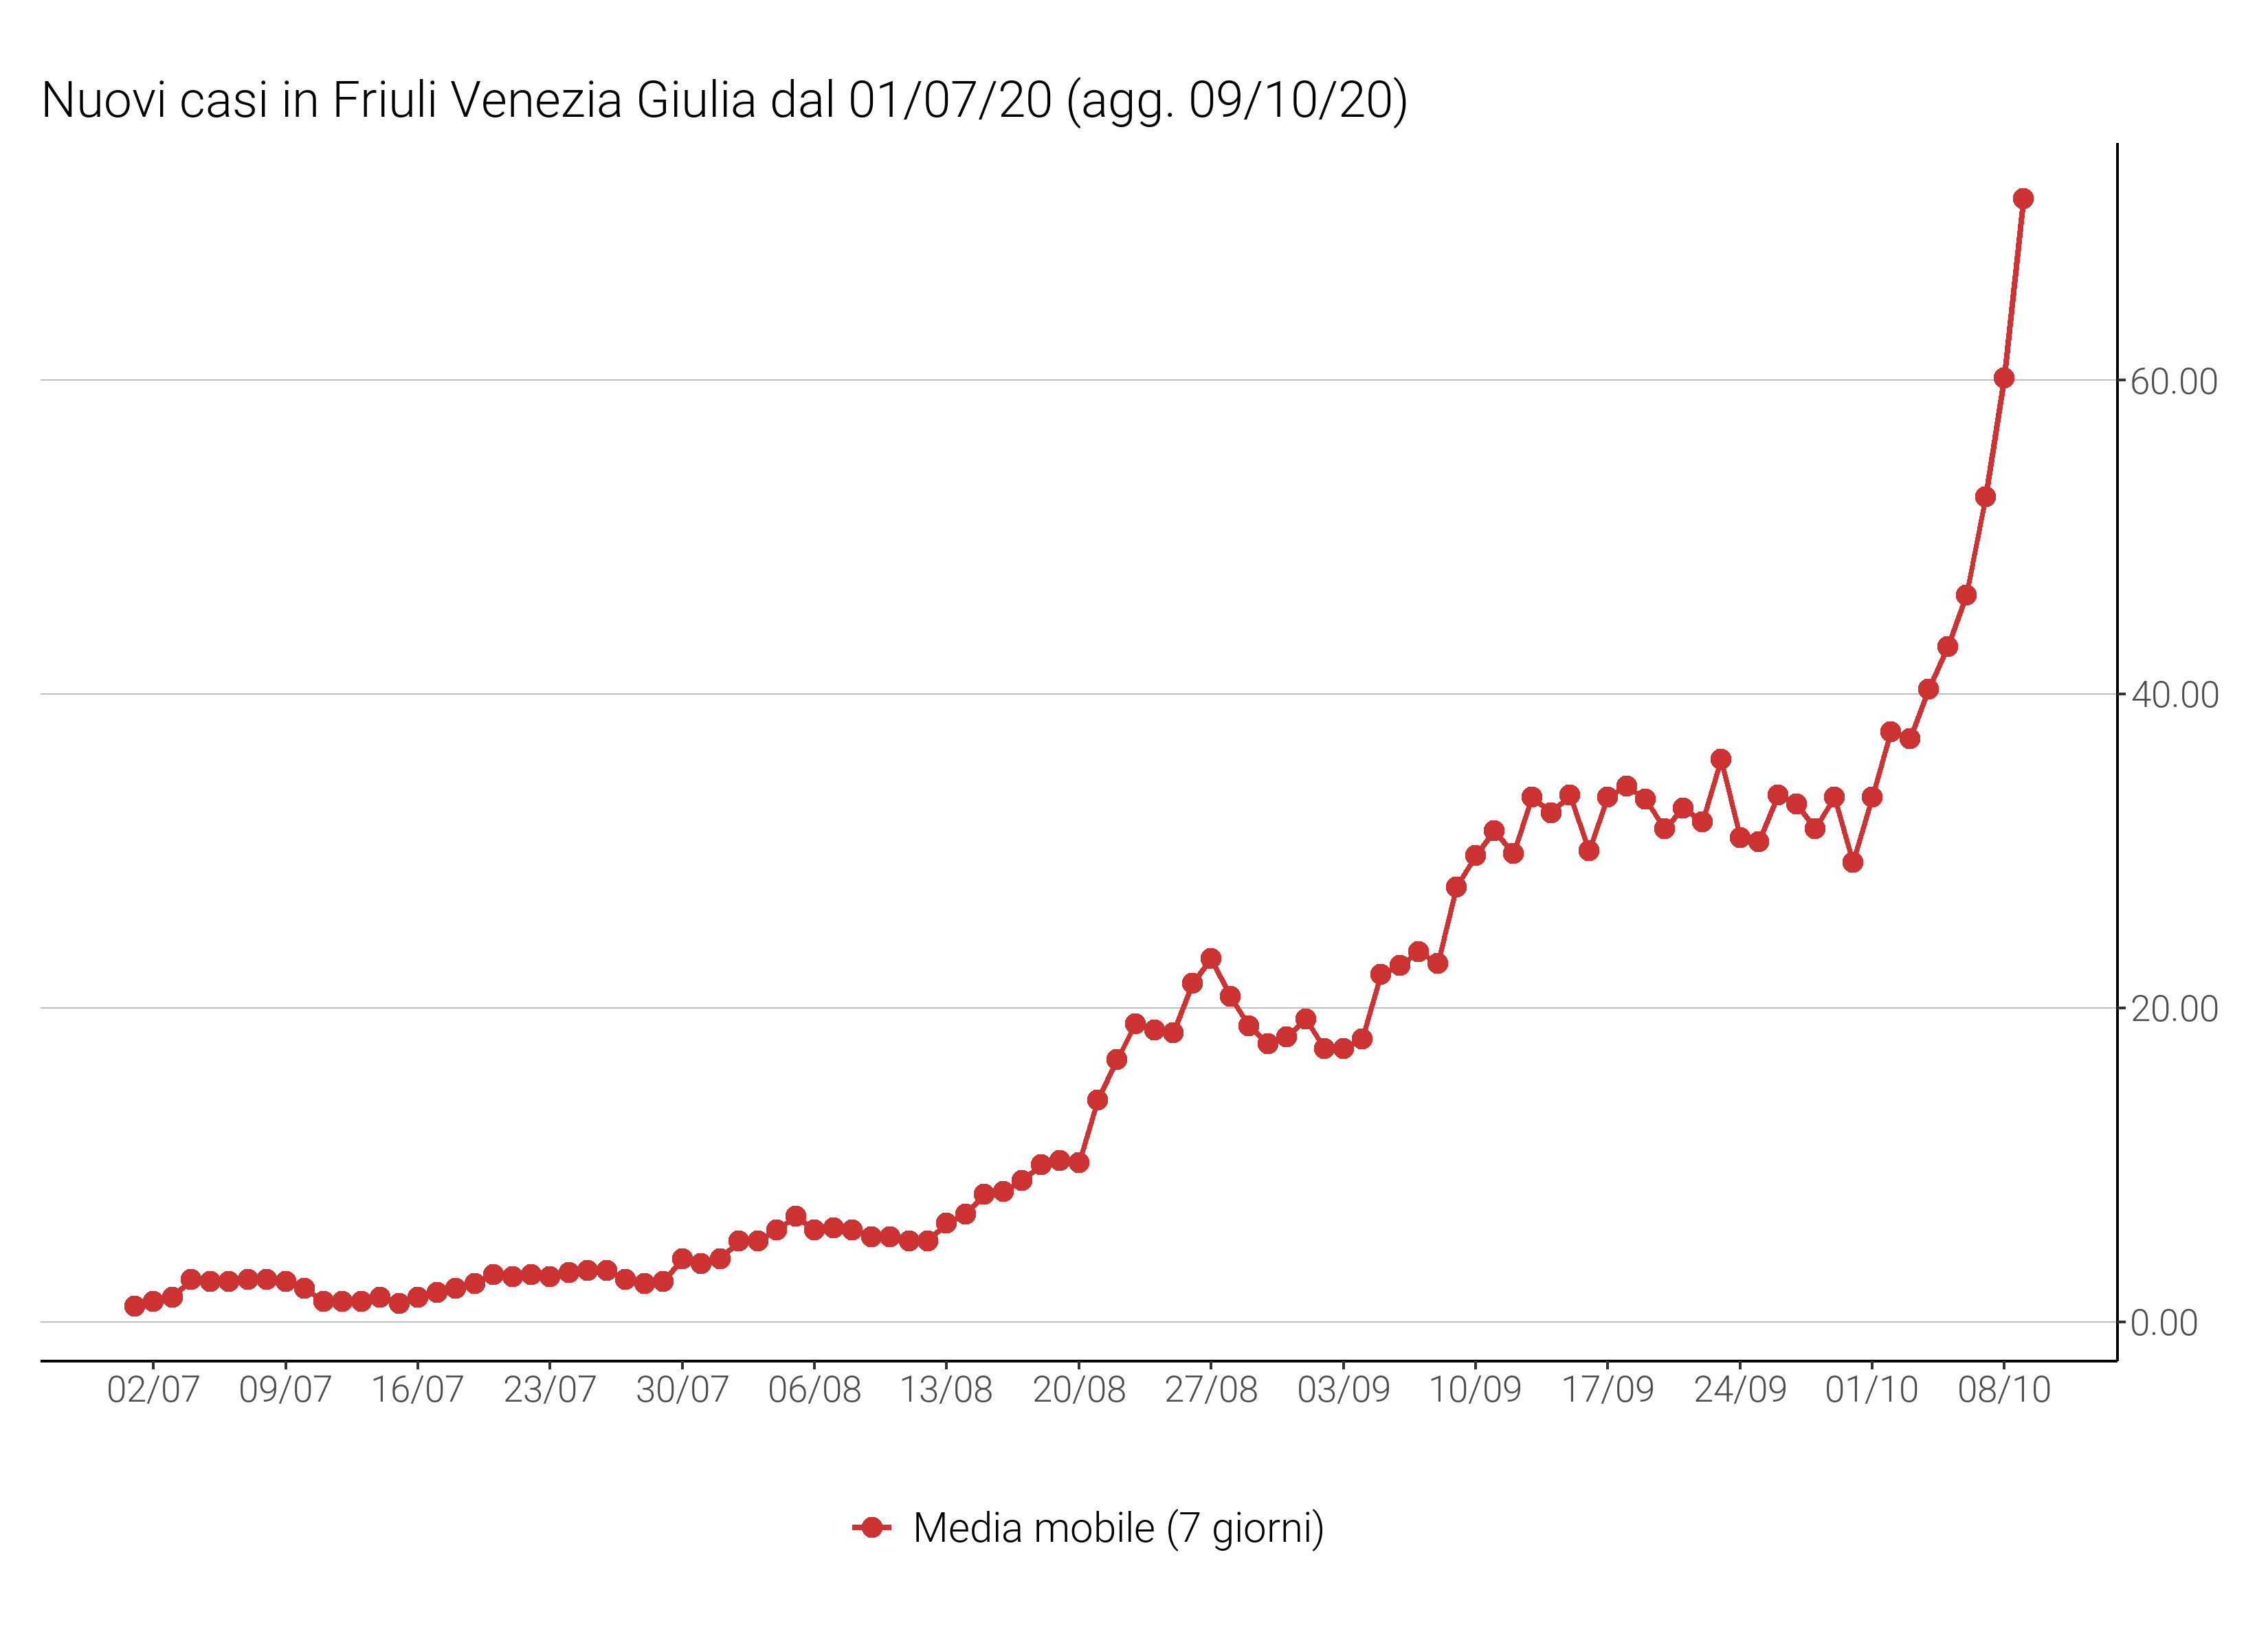 Nuovi casi in Friuli Venezia Giulia dal 01/07/20 (agg. 09/10/20)
60.00
40.00
20.00
0.00
02/07 09/07 16/07 23/07 30/07 06/08 13/08 20/08 27/08 03/09 10/09 17/09 24/09 01/10 08/10
Media mobile (7 giorni)